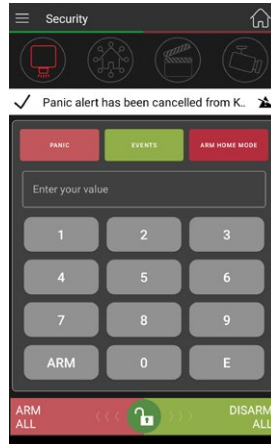 Security
Panic alert has been cancelled from K..
PANIC
EVENTS
ARM HOME MODE
Enter your value
1
2
3
4
5
6
7
8
9
ARM
0
E
ARM
ALL
DISARM
ALL